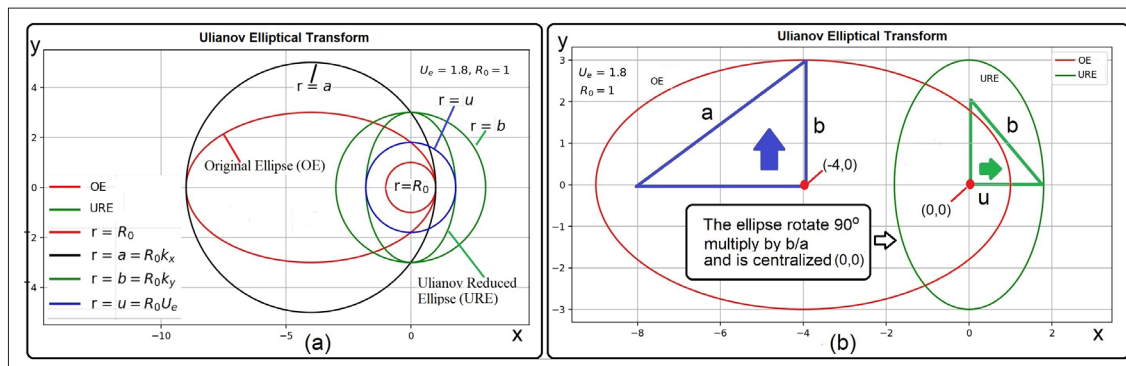 Ulianov Elliptical Transform
y
U_e = 1.8, R_0 = 1
r = a
r = u
r = b
Original Ellipse (OE)
r = R_0
OE
URE
r = R_0
r = a = R_0k_x
r = b = R_0k_y
r = u = R_0U_e
Ulianov Reduced
Ellipse (URE)
4
2
0
2
4
−10
−5
0
(a)
x
Ulianov Elliptical Transform
y
U_e = 1.8
R_0 = 1
OE
URE
OE
URE
a
b
b
(-4,0)
(0,0)
u
The ellipse rotate 90°
multiply by b/a
and is centralized (0,0)
3
2
1
0
−1
−2
−3
−8
−6
−4
−2
0
2
(b)
x